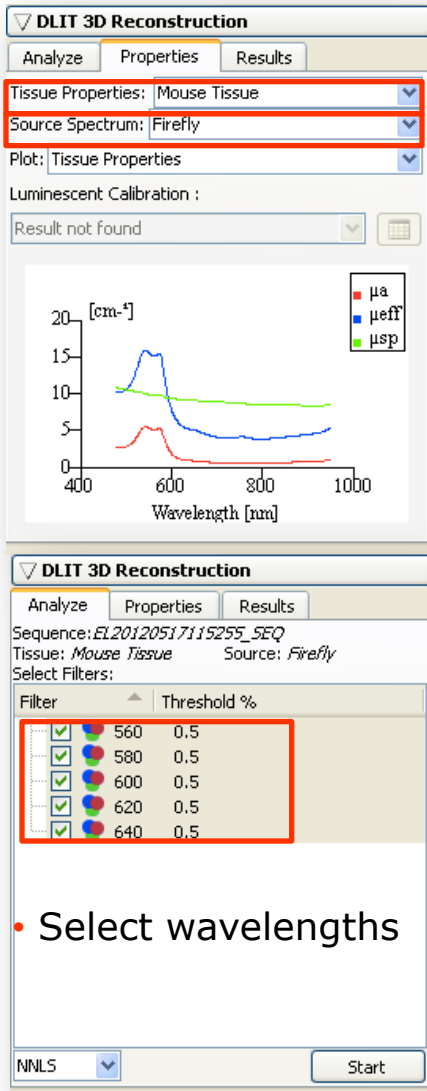 ▽ DLIT 3D Reconstruction
Analyze Properties Results
Tissue Properties: Mouse Tissue
Source Spectrum: Firefly
Plot: Tissue Properties
Luminescent Calibration :
Result not found
[cm-¹]
µa
µeff
µsp
20
15
10
5
0
400 600 800 1000
Wavelength [nm]
▽ DLIT 3D Reconstruction
Analyze Properties Results
Sequence: EL20120517115255_SEQ
Tissue: Mouse Tissue Source: Firefly
Select Filters:
Filter Threshold %
560 0.5
580 0.5
600 0.5
620 0.5
640 0.5
• Select wavelengths
NNLS Start